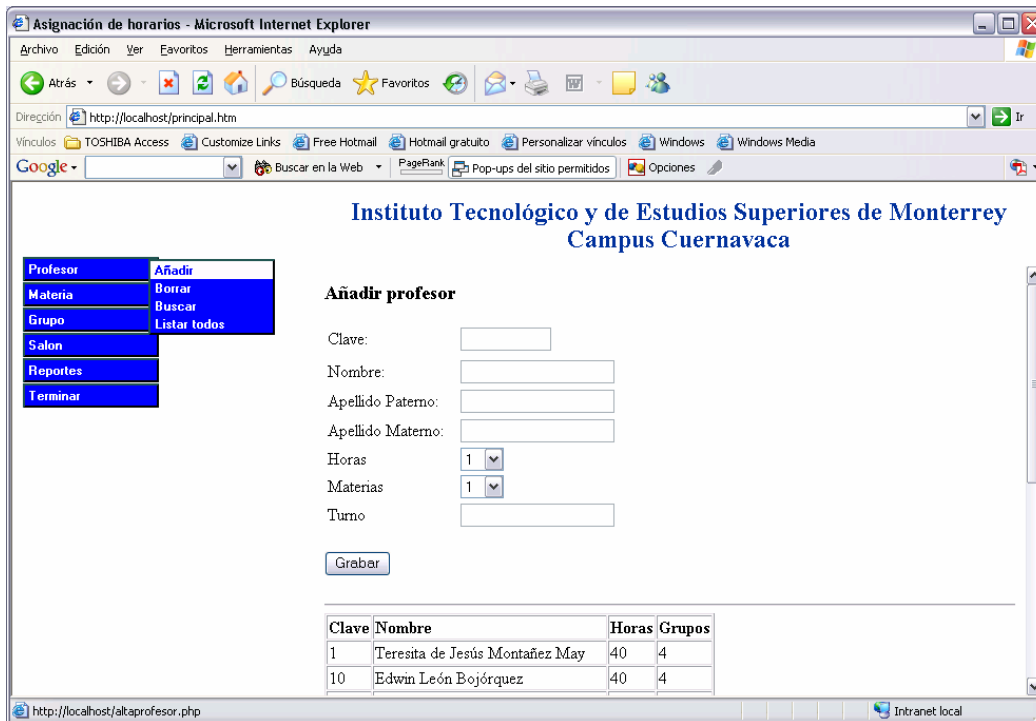 Asignación de horarios - Microsoft Internet Explorer
Archivo Edición Ver Favoritos Herramientas Ayuda
Atrás Búsqueda Favoritos
Dirección http://localhost/principal.htm Ir
Vínculos TOSHIBA Access Customize Links Free Hotmail Hotmail gratuito Personalizar vínculos Windows Windows Media
Google Buscar en la Web PageRank Pop-ups del sitio permitidos Opciones
Instituto Tecnológico y de Estudios Superiores de Monterrey
Campus Cuernavaca
Profesor
Materia
Grupo
Salon
Reportes
Terminar
Añadir
Borrar
Buscar
Listar todos
Añadir profesor
Clave:
Nombre:
Apellido Paterno:
Apellido Materno:
Horas 1
Materias 1
Turno
Grabar
Clave Nombre Horas Grupos
1 Teresita de Jesús Montañez May 40 4
10 Edwin León Bojórquez 40 4
http://localhost/altaprofesor.php Intranet local